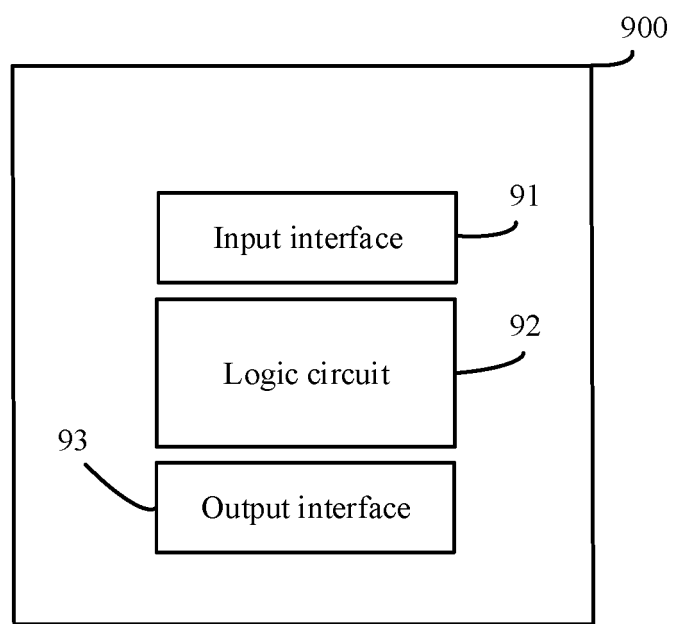 900
91
Input interface
92
Logic circuit
93
Output interface